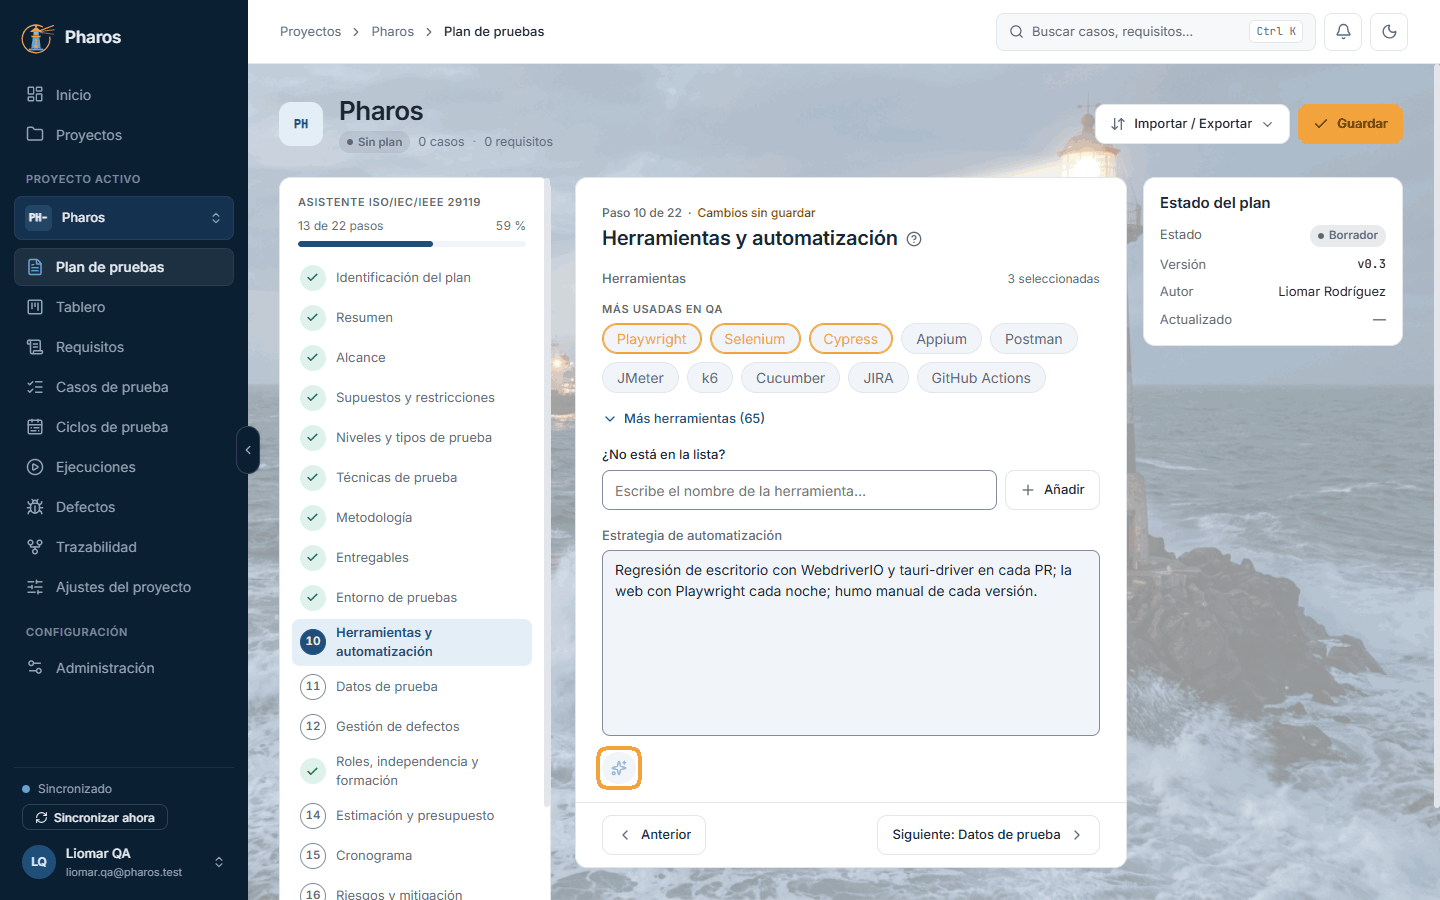 Pharos
Inicio
Proyectos
PROYECTO ACTIVO
PH- Pharos
Plan de pruebas
Tablero
Requisitos
Casos de prueba
Ciclos de prueba
Ejecuciones
Defectos
Trazabilidad
Ajustes del proyecto
CONFIGURACIÓN
Administración
Sincronizado
Sincronizar ahora
LQ
Liomar QA
liomar.qa@pharos.test
Proyectos > Pharos > Plan de pruebas
Buscar casos, requisitos... Ctrl K
PH
Pharos
Sin plan 0 casos · 0 requisitos
Importar / Exportar
Guardar
ASISTENTE ISO/IEC/IEEE 29119
13 de 22 pasos 59 %
Identificación del plan
Resumen
Alcance
Supuestos y restricciones
Niveles y tipos de prueba
Técnicas de prueba
Metodología
Entregables
Entorno de pruebas
10 Herramientas y
automatización
11 Datos de prueba
12 Gestión de defectos
Roles, independencia y
formación
14 Estimación y presupuesto
15 Cronograma
16 Riesgos y mitigación
Paso 10 de 22 · Cambios sin guardar
Herramientas y automatización
Herramientas 3 seleccionadas
MÁS USADAS EN QA
Playwright Selenium Cypress Appium Postman
JMeter k6 Cucumber JIRA GitHub Actions
Más herramientas (65)
¿No está en la lista?
Escribe el nombre de la herramienta...
Añadir
Estrategia de automatización
Regresión de escritorio con WebdriverIO y tauri-driver en cada PR; la
web con Playwright cada noche; humo manual de cada versión.
Anterior
Siguiente: Datos de prueba
Estado del plan
Estado Borrador
Versión v0.3
Autor Liomar Rodríguez
Actualizado —